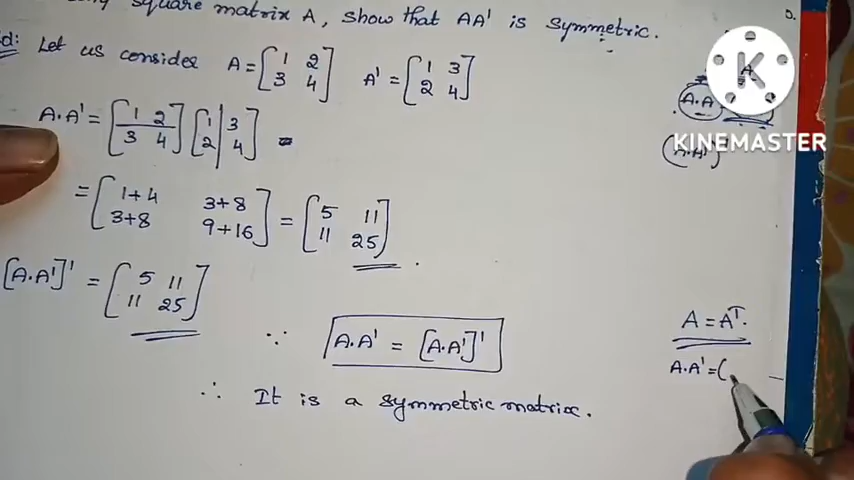 square matrix A, show that AA' is symmetric.
Let us consider A = [1 2 3 4] A' = [1 3 2 4]
A·A' = [1 2 3 4] [1 3 2 4] =
= [1+4 3+8 3+8 9+16] = [5 11 11 25].
[A·A']' = [5 11 11 25]
∵ A·A' = [A·A']'
∴ It is a symmetric matrix.
A = Aᵀ.
A·A' = (
KINEMASTER